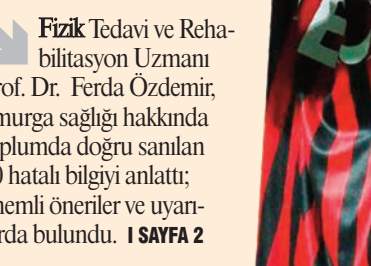 Fizik Tedavi ve Reha-
bilitasyon Uzmanı
rof. Dr. Ferda Özdemir,
murga sağlığı hakkında
plumda doğru sanılan
0 hatalı bilgiyi anlattı;
nemli öneriler ve uyarı-
rda bulundu. I SAYFA 2